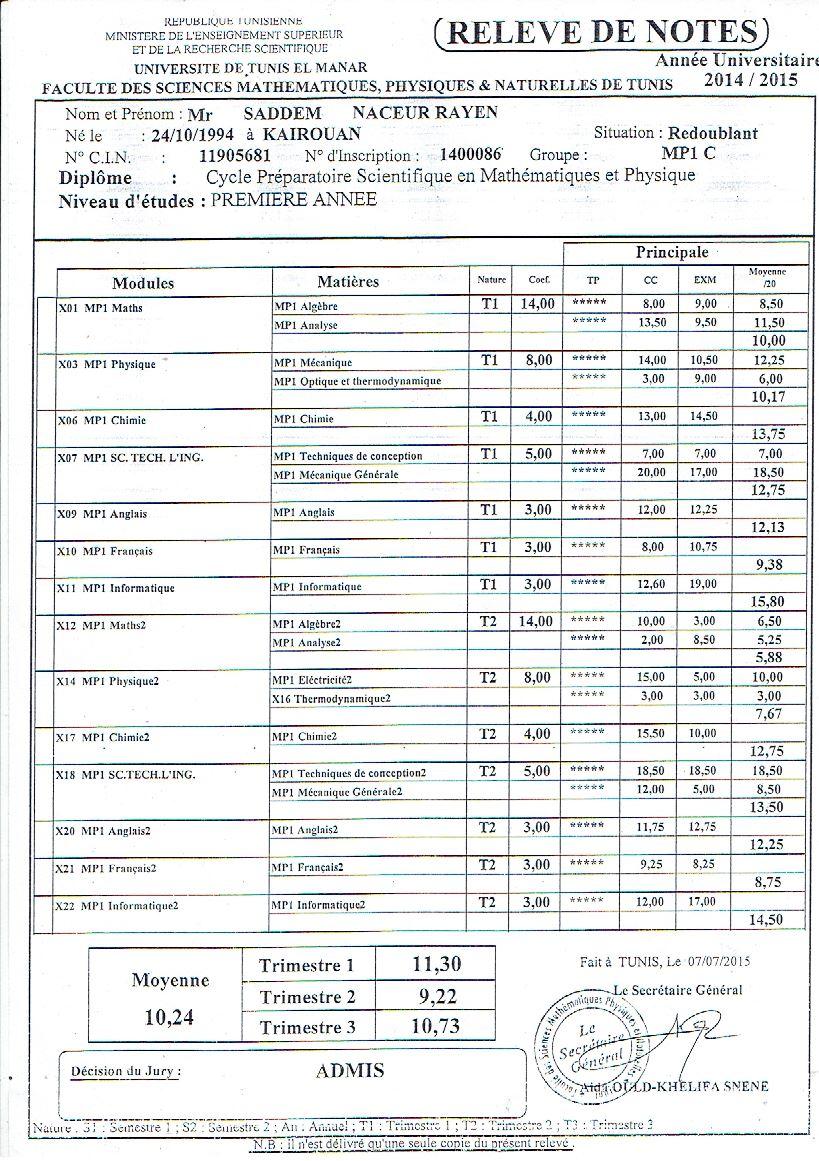 REPUBLIQUE TUNISIENNE
MINISTERE DE L'ENSEIGNEMENT SUPERIEUR
ET DE LA RECHERCHE SCIENTIFIQUE
UNIVERSITE DE TUNIS EL MANAR
FACULTE DES SCIENCES MATHEMATIQUES, PHYSIQUES & NATURELLES DE TUNIS
RELEVE DE NOTES
Année Universitaire
2014 / 2015
Nom et Prénom : Mr SADDEM NACEUR RAYEN
Né le : 24/10/1994 à KAIROUAN Situation : Redoublant
N° C.I.N. : 11905681 N° d'Inscription : 1400086 Groupe : MP1 C
Diplôme : Cycle Préparatoire Scientifique en Mathématiques et Physique
Niveau d'études : PREMIERE ANNEE
Principale
Modules Matières Nature Coef. TP CC EXM Moyenne /20
X01 MP1 Maths MP1 Algèbre T1 14,00 ***** 8,00 9,00 8,50
MP1 Analyse ***** 13,50 9,50 11,50
10,00
X03 MP1 Physique MP1 Mécanique T1 8,00 ***** 14,00 10,50 12,25
MP1 Optique et thermodynamique ***** 3,00 9,00 6,00
10,17
X06 MP1 Chimie MP1 Chimie T1 4,00 ***** 13,00 14,50
13,75
X07 MP1 SC. TECH. L'ING. MP1 Techniques de conception T1 5,00 ***** 7,00 7,00 7,00
MP1 Mécanique Générale ***** 20,00 17,00 18,50
12,75
X09 MP1 Anglais MP1 Anglais T1 3,00 ***** 12,00 12,25
12,13
X10 MP1 Français MP1 Français T1 3,00 ***** 8,00 10,75
9,38
X11 MP1 Informatique MP1 Informatique T1 3,00 ***** 12,60 19,00
15,80
X12 MP1 Maths2 MP1 Algèbre2 T2 14,00 ***** 10,00 3,00 6,50
MP1 Analyse2 ***** 2,00 8,50 5,25
5,88
X14 MP1 Physique2 MP1 Eléctricité2 T2 8,00 ***** 15,00 5,00 10,00
X16 Thermodynamique2 ***** 3,00 3,00 3,00
7,67
X17 MP1 Chimie2 MP1 Chimie2 T2 4,00 ***** 15,50 10,00
12,75
X18 MP1 SC.TECH.L'ING. MP1 Techniques de conception2 T2 5,00 ***** 18,50 18,50 18,50
MP1 Mécanique Générale2 ***** 12,00 5,00 8,50
13,50
X20 MP1 Anglais2 MP1 Anglais2 T2 3,00 ***** 11,75 12,75
12,25
X21 MP1 Français2 MP1 Français2 T2 3,00 ***** 9,25 8,25
8,75
X22 MP1 Informatique2 MP1 Informatique2 T2 3,00 ***** 12,00 17,00
14,50
Moyenne
10,24
Trimestre 1 11,30
Trimestre 2 9,22
Trimestre 3 10,73
Fait à TUNIS, Le 07/07/2015
Le Secrétaire Général
Le
Secrétaire
Général
Aida OULD-KHELIFA SNENE
Décision du Jury : ADMIS
Nature : S1 : Semestre 1 ; S2 : Semestre 2 ; An : Annuel ; T1 : Trimestre 1 ; T2 : Trimestre 2 ; T3 : Trimestre 3
N.B : il n'est délivré qu'une seule copie du présent relevé .